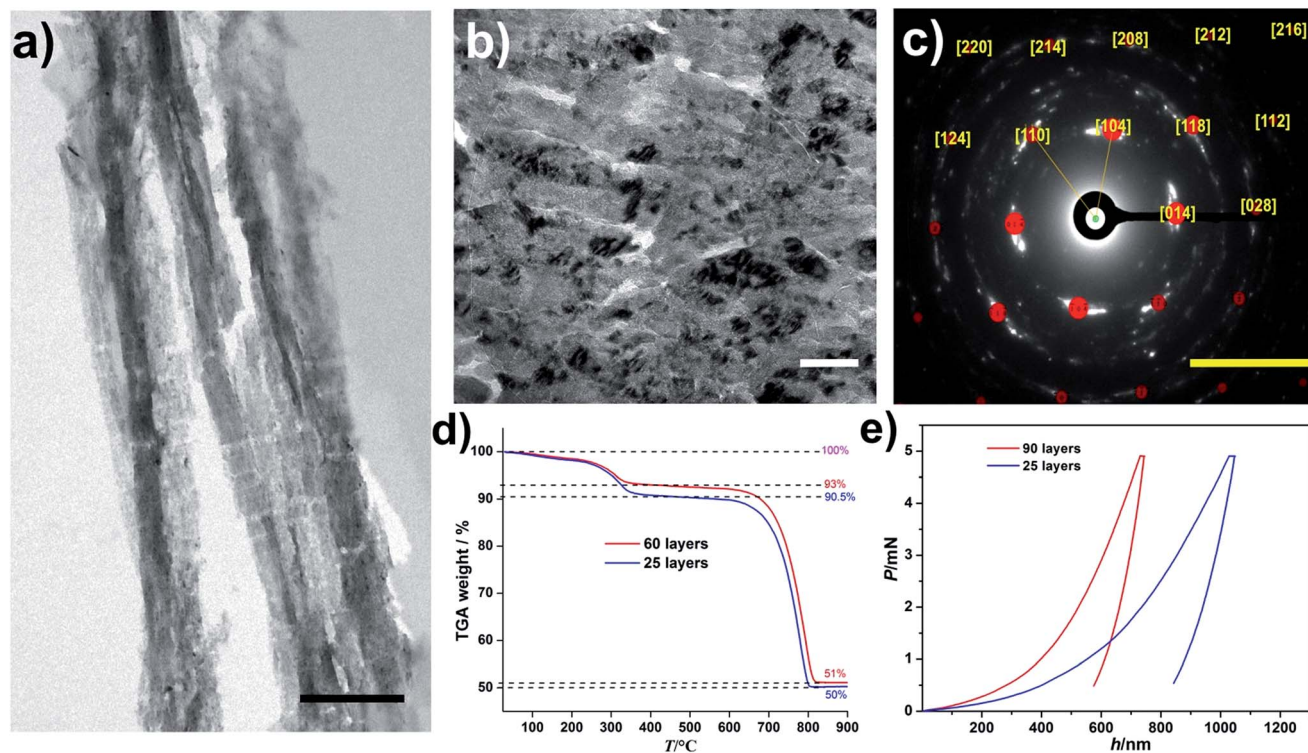 a)
b)
c)
[220]
[214]
[208]
[212]
[216]
[124]
[110]
[104]
[118]
[112]
[014]
[028]
d)
100
90
80
70
60
50
TGA weight / %
100%
93%
90.5%
60 layers
25 layers
51%
50%
100 200 300 400 500 600 700 800 900
T/°C
e)
5
4
3
2
1
0
P/mN
90 layers
25 layers
200 400 600 800 1000 1200
h/nm